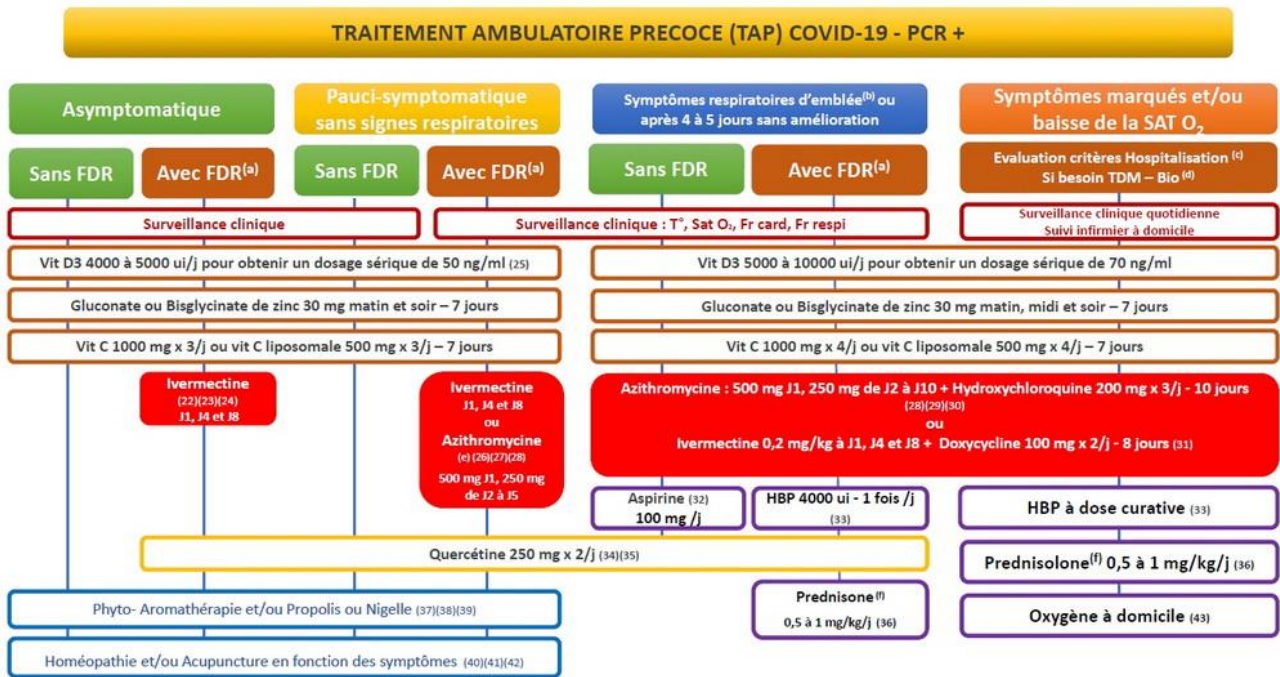 TRAITEMENT AMBULATOIRE PRECOCE (TAP) COVID-19 - PCR +
Asymptomatique
Pauci-symptomatique
sans signes respiratoires
Symptômes respiratoires d'emblée(b) ou
après 4 à 5 jours sans amélioration
Symptômes marqués et/ou
baisse de la SAT O₂
Sans FDR
Avec FDR(a)
Sans FDR
Avec FDR(a)
Sans FDR
Avec FDR(a)
Evaluation critères Hospitalisation (c)
Si besoin TDM – Bio (d)
Surveillance clinique
Surveillance clinique : T°, Sat O₂, Fr card, Fr respi
Surveillance clinique quotidienne
Suivi infirmier à domicile
Vit D3 4000 à 5000 ui/j pour obtenir un dosage sérique de 50 ng/ml (25)
Vit D3 5000 à 10000 ui/j pour obtenir un dosage sérique de 70 ng/ml
Gluconate ou Bisglycinate de zinc 30 mg matin et soir – 7 jours
Gluconate ou Bisglycinate de zinc 30 mg matin, midi et soir – 7 jours
Vit C 1000 mg x 3/j ou vit C liposomale 500 mg x 3/j – 7 jours
Vit C 1000 mg x 4/j ou vit C liposomale 500 mg x 4/j – 7 jours
Ivermectine
(22)(23)(24)
J1, J4 et J8
Ivermectine
J1, J4 et J8
ou
Azithromycine
(e) (26)(27)(28)
500 mg J1, 250 mg
de J2 à J5
Azithromycine : 500 mg J1, 250 mg de J2 à J10 + Hydroxychloroquine 200 mg x 3/j - 10 jours
(28)(29)(30)
ou
Ivermectine 0,2 mg/kg à J1, J4 et J8 + Doxycycline 100 mg x 2/j - 8 jours (31)
Aspirine (32)
100 mg /j
HBP 4000 ui - 1 fois /j
(33)
HBP à dose curative (33)
Quercétine 250 mg x 2/j (34)(35)
Prednisolone(f) 0,5 à 1 mg/kg/j (36)
Phyto- Aromathérapie et/ou Propolis ou Nigelle (37)(38)(39)
Prednisone (f)
0,5 à 1 mg/kg/j (36)
Oxygène à domicile (43)
Homéopathie et/ou Acupuncture en fonction des symptômes (40)(41)(42)